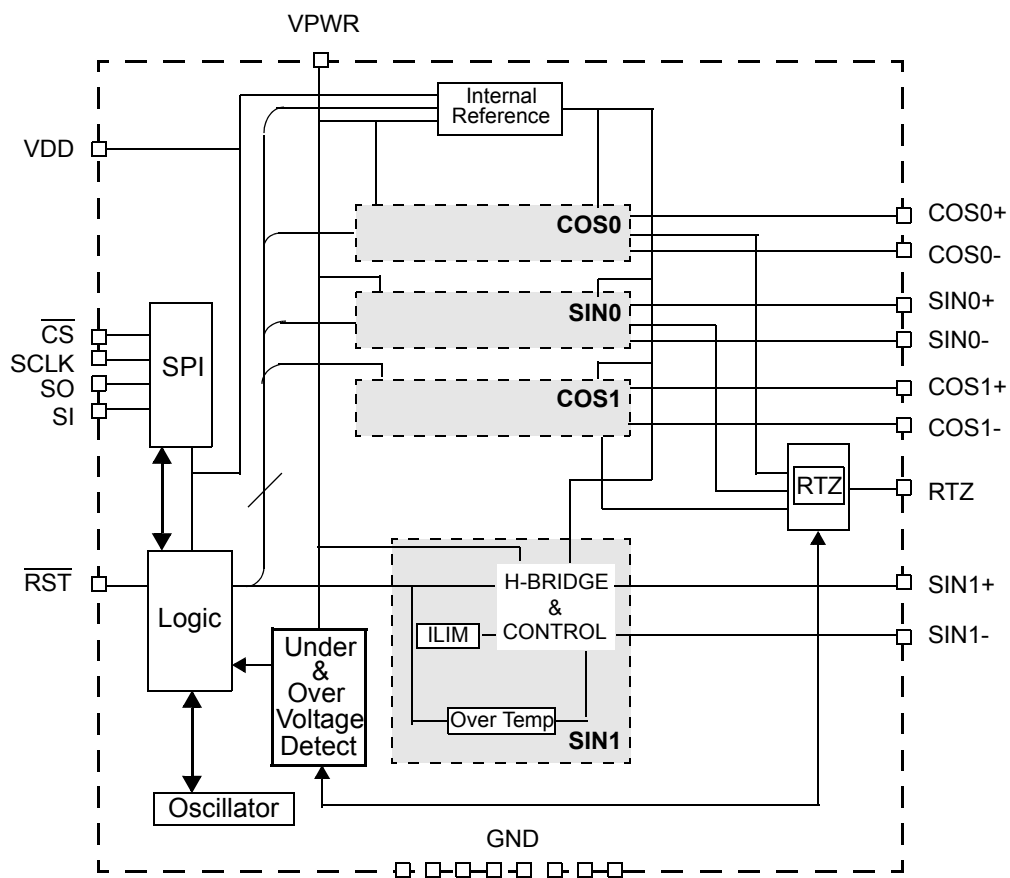 VPWR
Internal
Reference
VDD
COS0
COS0+
COS0-
SIN0
SIN0+
SIN0-
CS
SCLK
SO
SI
SPI
COS1
COS1+
COS1-
RTZ
RTZ
RST
Logic
H-BRIDGE
&
CONTROL
ILIM
SIN1+
SIN1-
Under
&
Over
Voltage
Detect
Over Temp
SIN1
Oscillator
GND